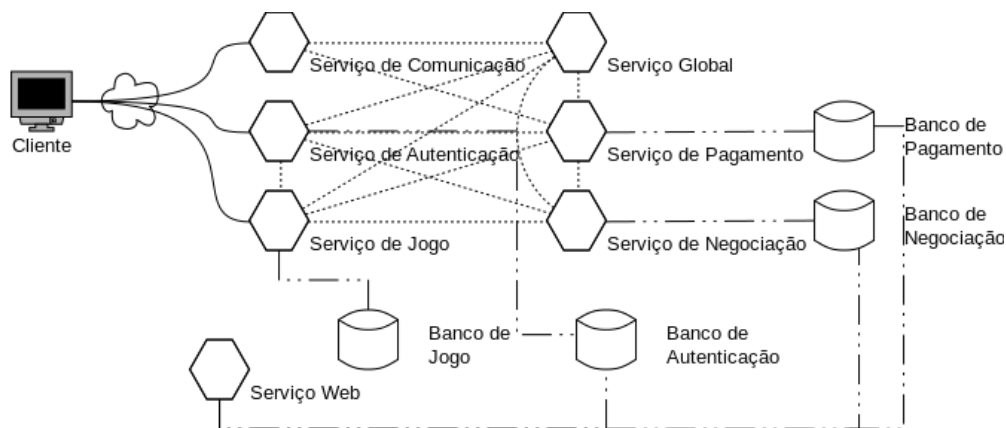 Serviço de Comunicação
Serviço Global
Cliente
Serviço de Autenticação
Serviço de Pagamento
Banco de
Pagamento
Serviço de Jogo
Serviço de Negociação
Banco de
Negociação
Banco de
Jogo
Banco de
Autenticação
Serviço Web